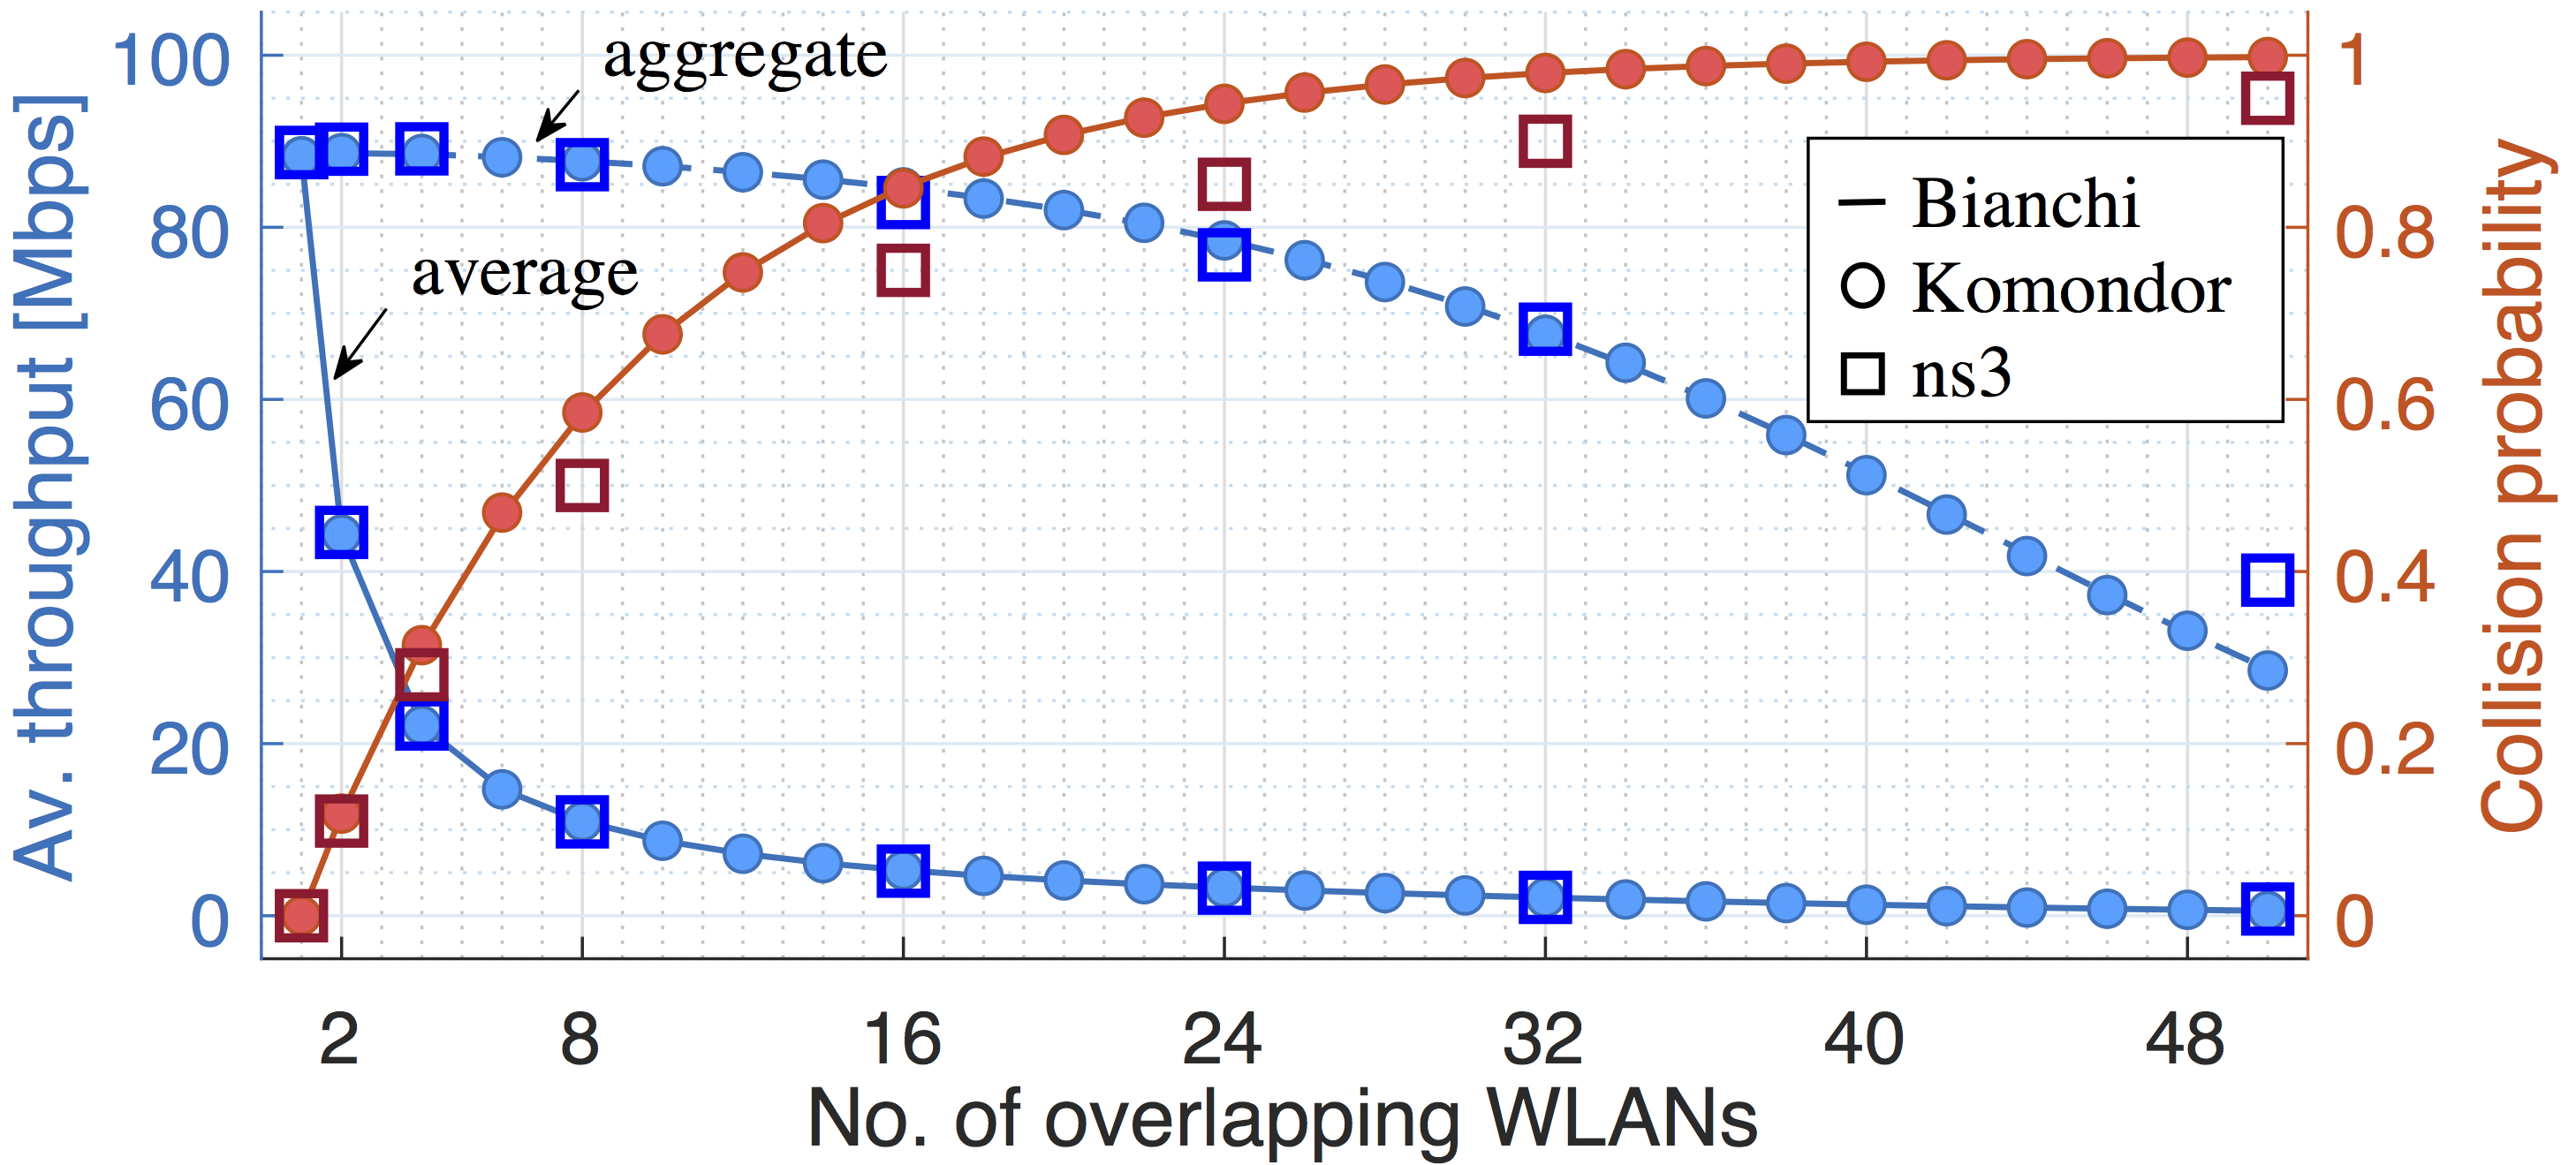 aggregate
average
100
80
60
40
20
0
Av. throughput [Mbps]
1
0.8
0.6
0.4
0.2
0
Collision probability
Bianchi
Komondor
ns3
2 8 16 24 32 40 48
No. of overlapping WLANs